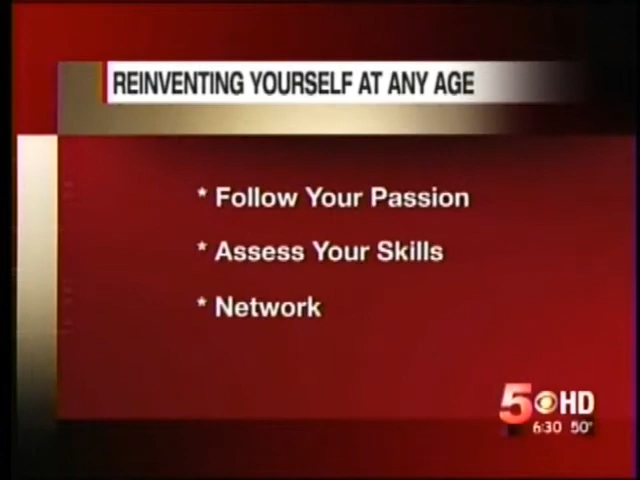 REINVENTING YOURSELF AT ANY AGE
* Follow Your Passion
* Assess Your Skills
* Network
5 HD
6:30 50°